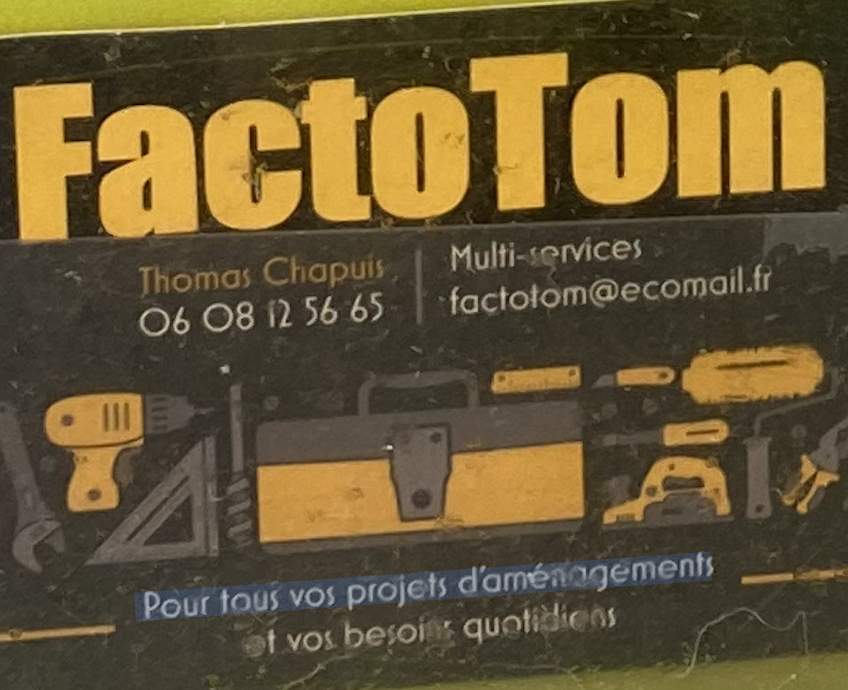 FactoTom
Thomas Chapuis
06 08 12 56 65
Multi-services
factotom@ecomail.fr
Pour tous vos projets d'aménagements
et vos besoins quotidiens